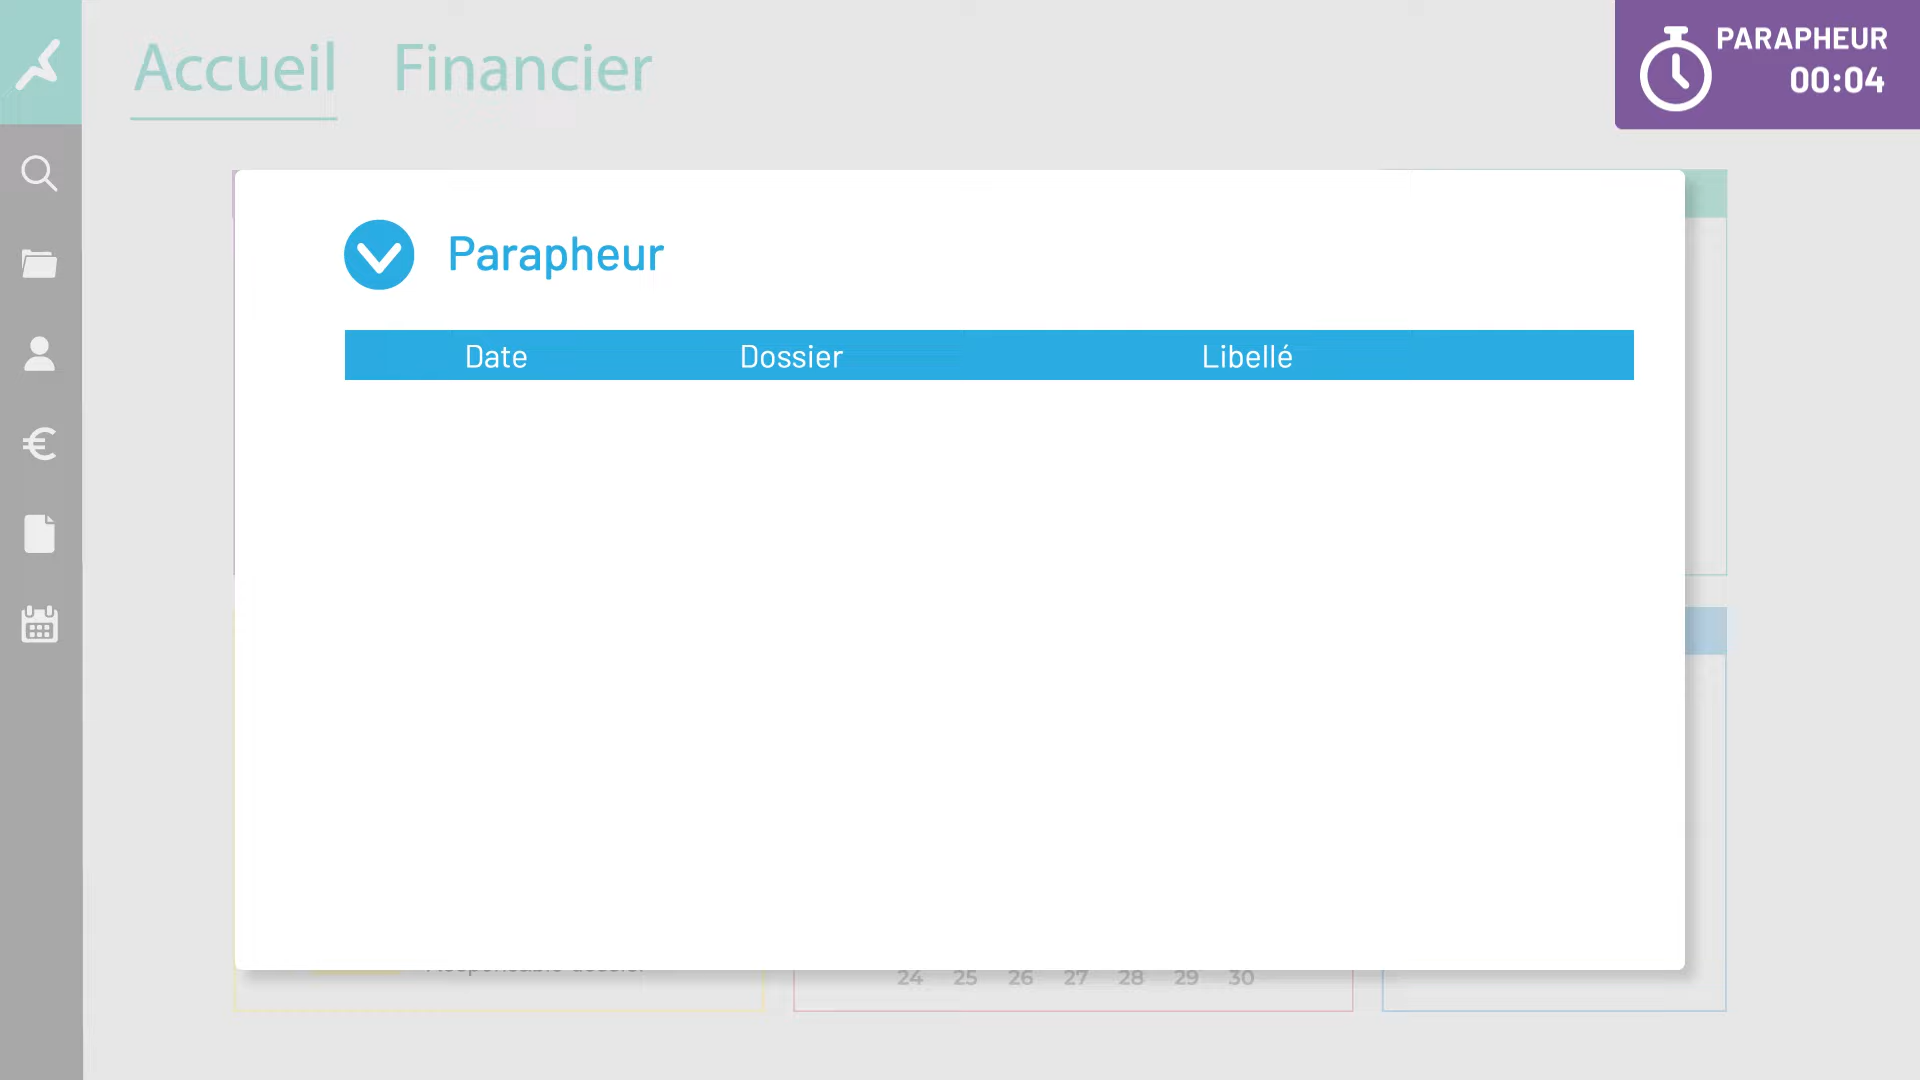 Accueil Financier
PARAPHEUR
00:04
Parapheur
Date Dossier Libellé
24 25 26 27 28 29 30